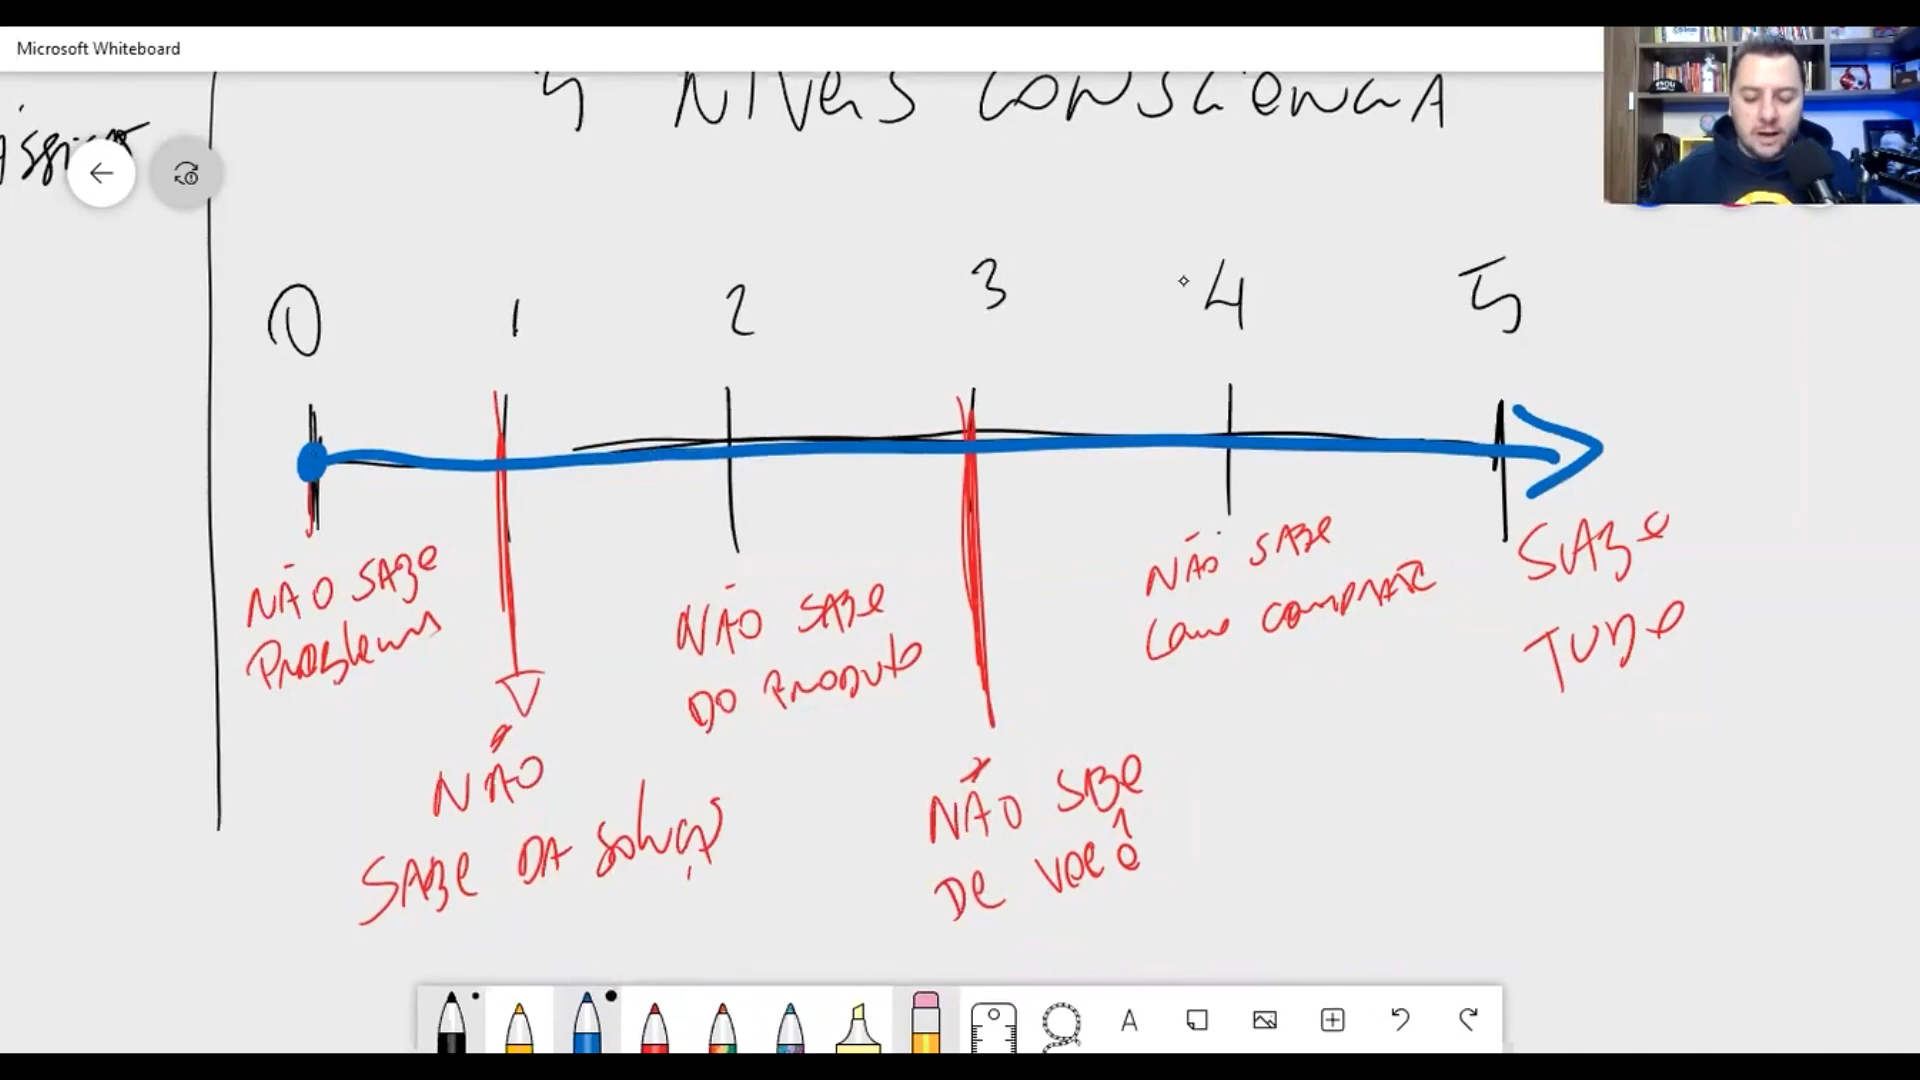 Microsoft Whiteboard
5 NÍVEIS CONSCIÊNCIA
0 1 2 3 4 5
NÃO SABE
PROBLEMA
NÃO
SABE DA SOLUÇÃO
NÃO SABE
DO PRODUTO
NÃO SABE
DE VOCÊ
NÃO SABE
COMO COMPRAR
SABE
TUDO
A